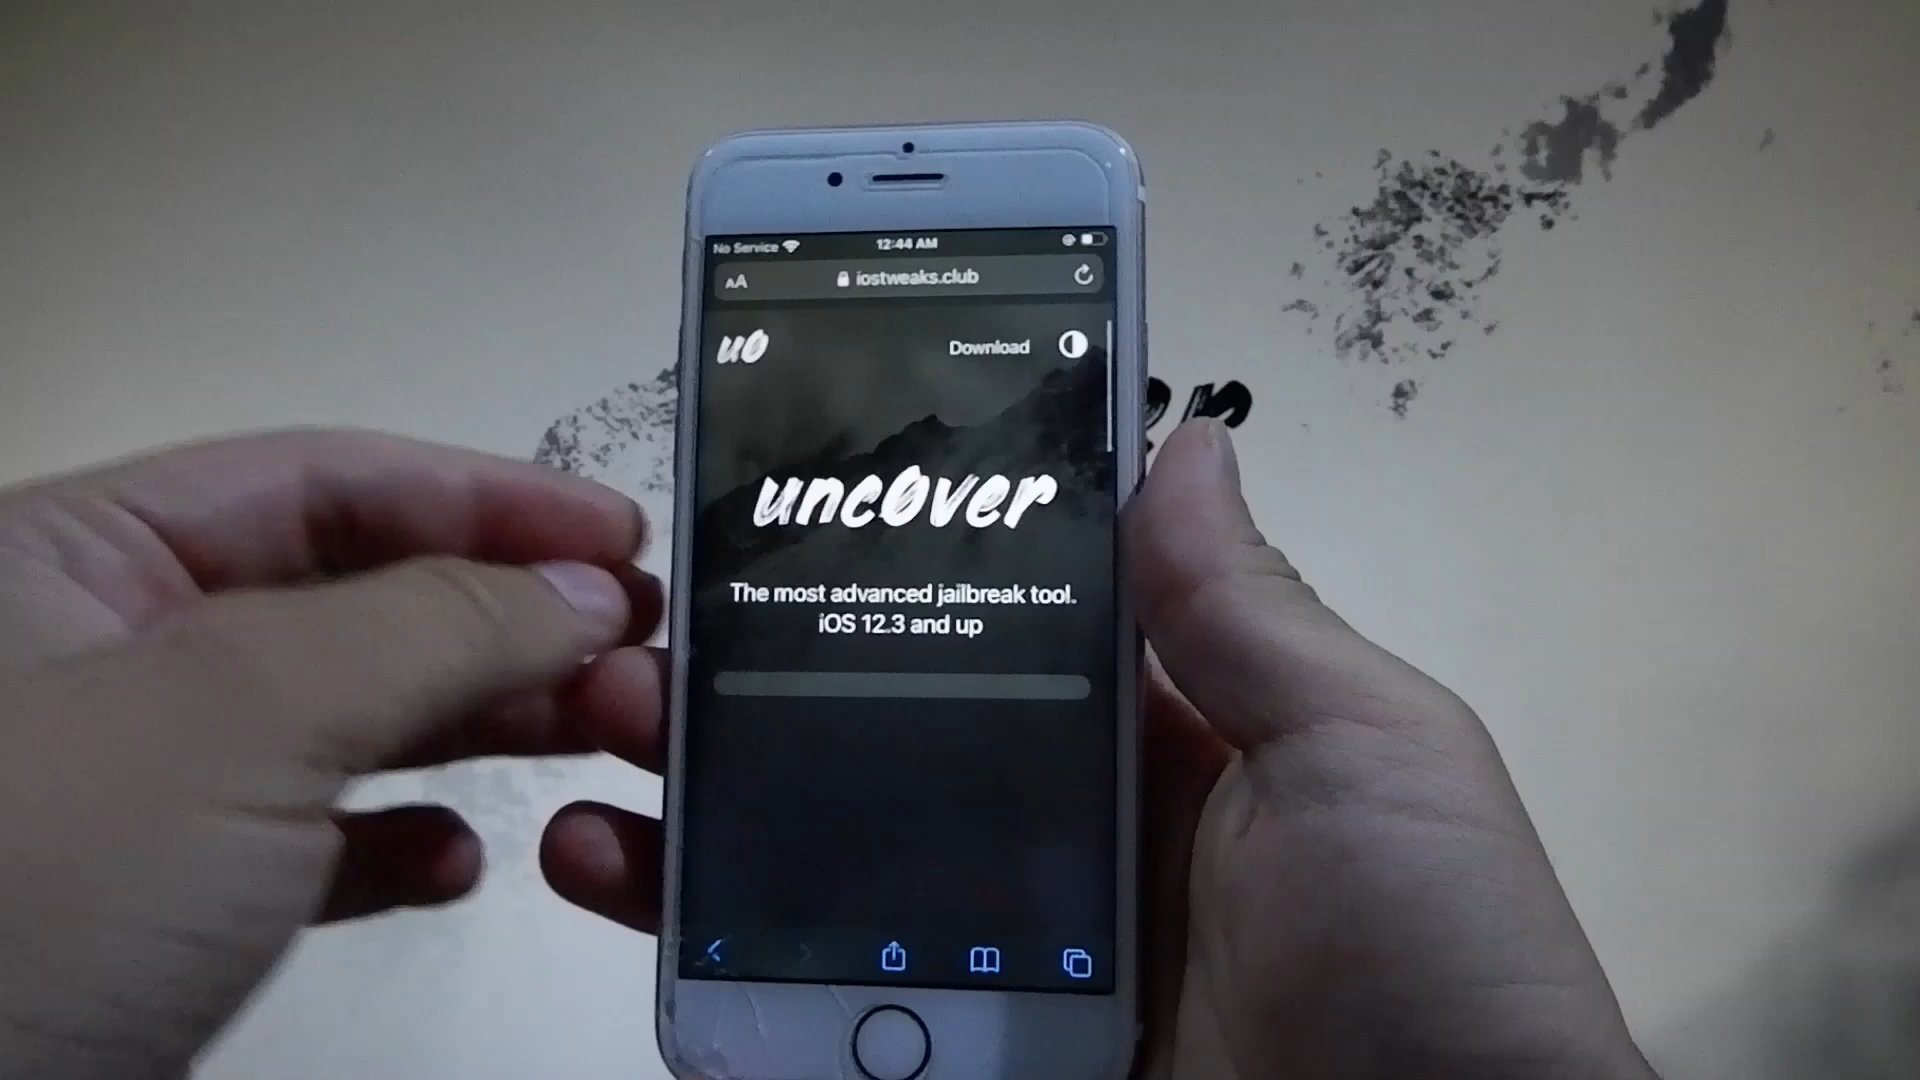 No Service
12:44 AM
AA
iostweaks.club
u0
Download
unc0ver
The most advanced jailbreak tool.
iOS 12.3 and up